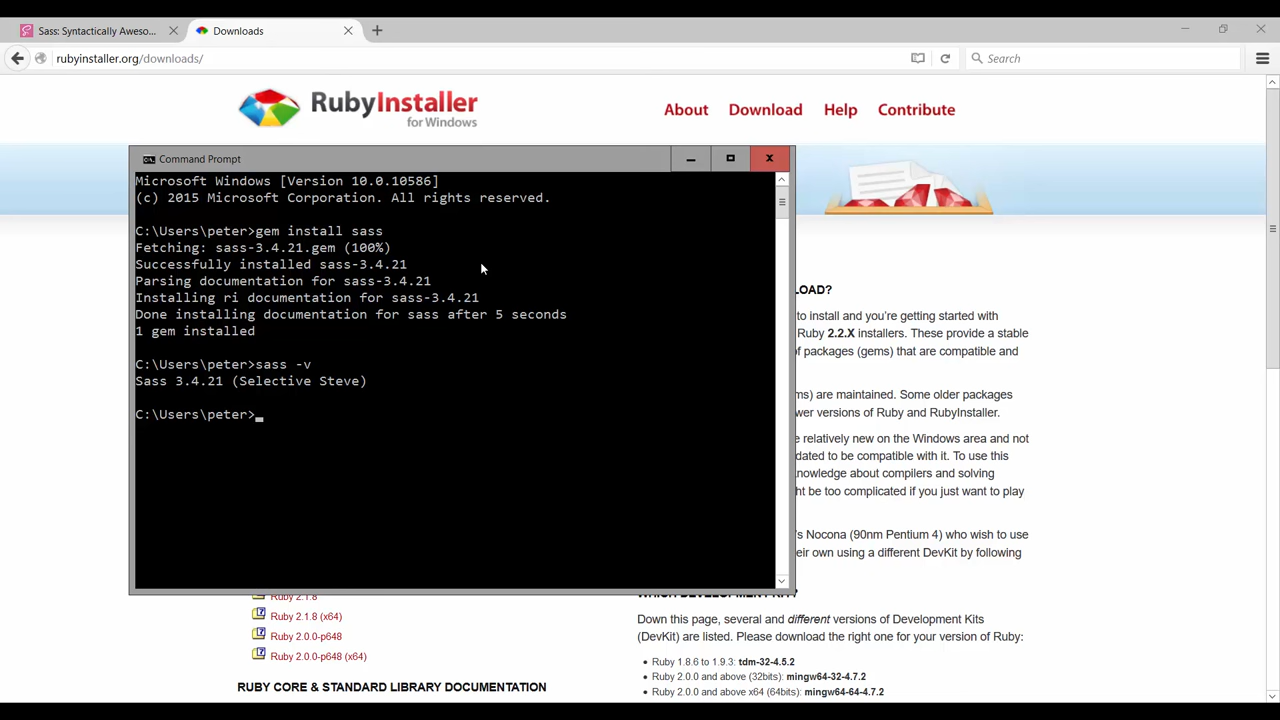 Sass: Syntactically Aweso...
Downloads
rubyinstaller.org/downloads/
Search
RubyInstaller
for Windows
About Download Help Contribute
Command Prompt
Microsoft Windows [Version 10.0.10586]
(c) 2015 Microsoft Corporation. All rights reserved.
C:\Users\peter>gem install sass
Fetching: sass-3.4.21.gem (100%)
Successfully installed sass-3.4.21
Parsing documentation for sass-3.4.21
Installing ri documentation for sass-3.4.21
Done installing documentation for sass after 5 seconds
1 gem installed
C:\Users\peter>sass -v
Sass 3.4.21 (Selective Steve)
C:\Users\peter>
LOAD?
to install and you're getting started with
Ruby 2.2.X installers. These provide a stable
of packages (gems) that are compatible and
ms) are maintained. Some older packages
wer versions of Ruby and RubyInstaller.
e relatively new on the Windows area and not
dated to be compatible with it. To use this
nowledge about compilers and solving
ght be too complicated if you just want to play
's Nocona (90nm Pentium 4) who wish to use
eir own using a different DevKit by following
Ruby 2.1.8
Ruby 2.1.8 (x64)
Ruby 2.0.0-p648
Ruby 2.0.0-p648 (x64)
RUBY CORE & STANDARD LIBRARY DOCUMENTATION
WHICH DEVELOPMENT KIT?
Down this page, several and different versions of Development Kits
(DevKit) are listed. Please download the right one for your version of Ruby:
Ruby 1.8.6 to 1.9.3: tdm-32-4.5.2
Ruby 2.0.0 and above (32bits): mingw64-32-4.7.2
Ruby 2.0.0 and above x64 (64bits): mingw64-64-4.7.2